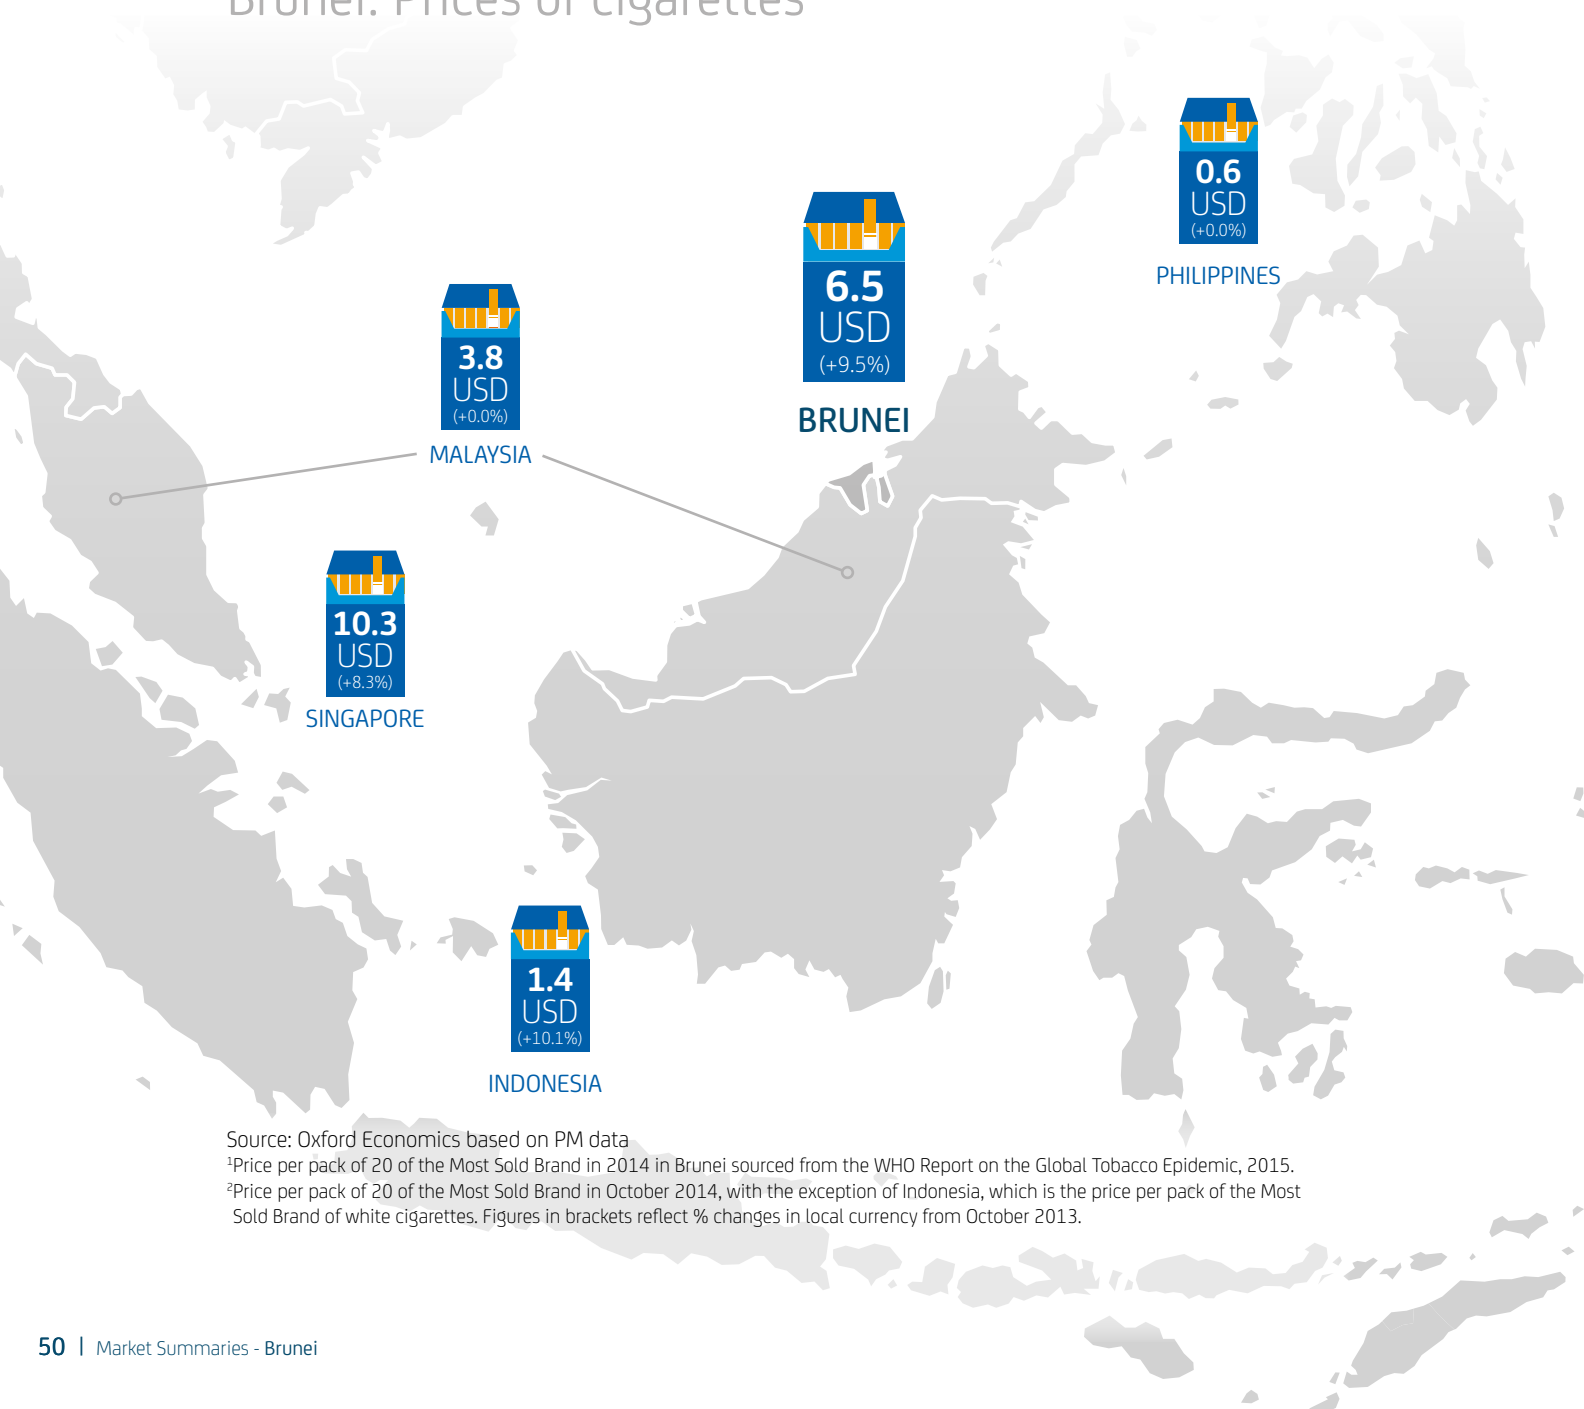 Brunei: Prices of cigarettes
0.6
USD
(+0.0%)
PHILIPPINES
6.5
USD
(+9.5%)
BRUNEI
3.8
USD
(+0.0%)
MALAYSIA
10.3
USD
(+8.3%)
SINGAPORE
1.4
USD
(+10.1%)
INDONESIA
Source: Oxford Economics based on PM data
¹Price per pack of 20 of the Most Sold Brand in 2014 in Brunei sourced from the WHO Report on the Global Tobacco Epidemic, 2015.
²Price per pack of 20 of the Most Sold Brand in October 2014, with the exception of Indonesia, which is the price per pack of the Most
Sold Brand of white cigarettes. Figures in brackets reflect % changes in local currency from October 2013.
50 | Market Summaries - Brunei